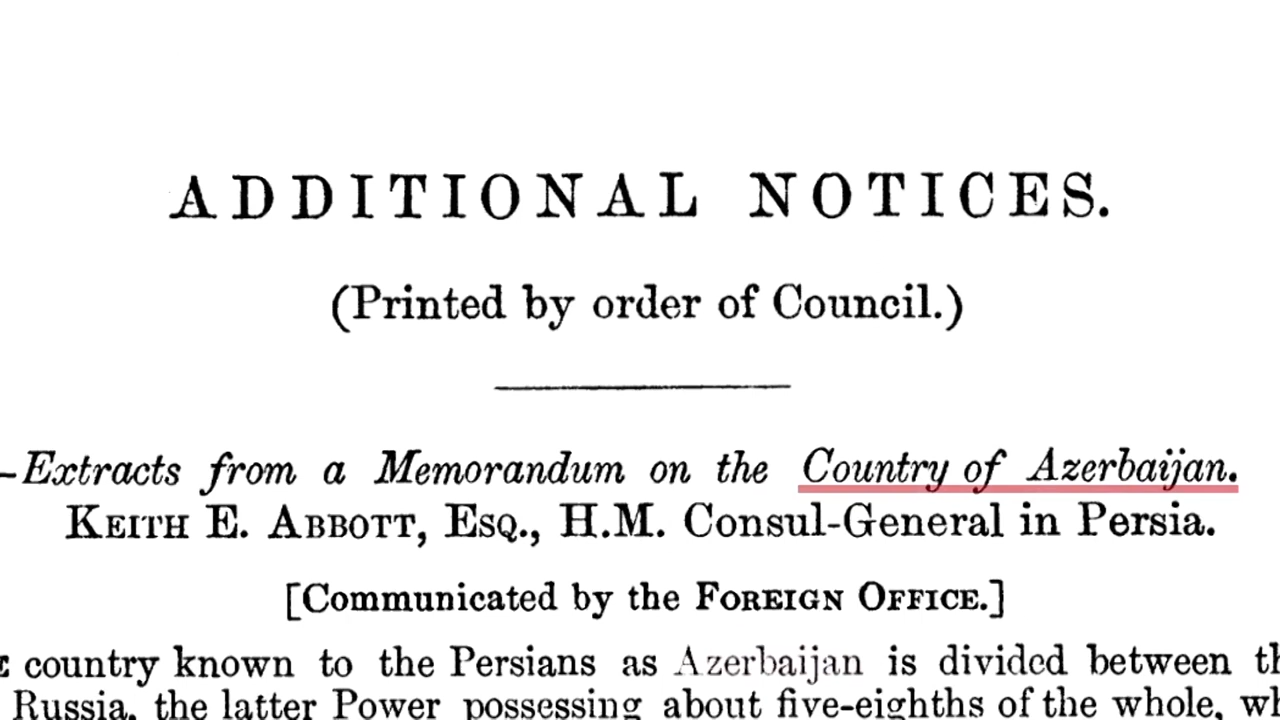 ADDITIONAL NOTICES.
(Printed by order of Council.)
—Extracts from a Memorandum on the Country of Azerbaijan.
KEITH E. ABBOTT, ESQ., H.M. Consul-General in Persia.
[Communicated by the FOREIGN OFFICE.]
country known to the Persians as Azerbaijan is divided between
Russia, the latter Power possessing about five-eighths of the whole,